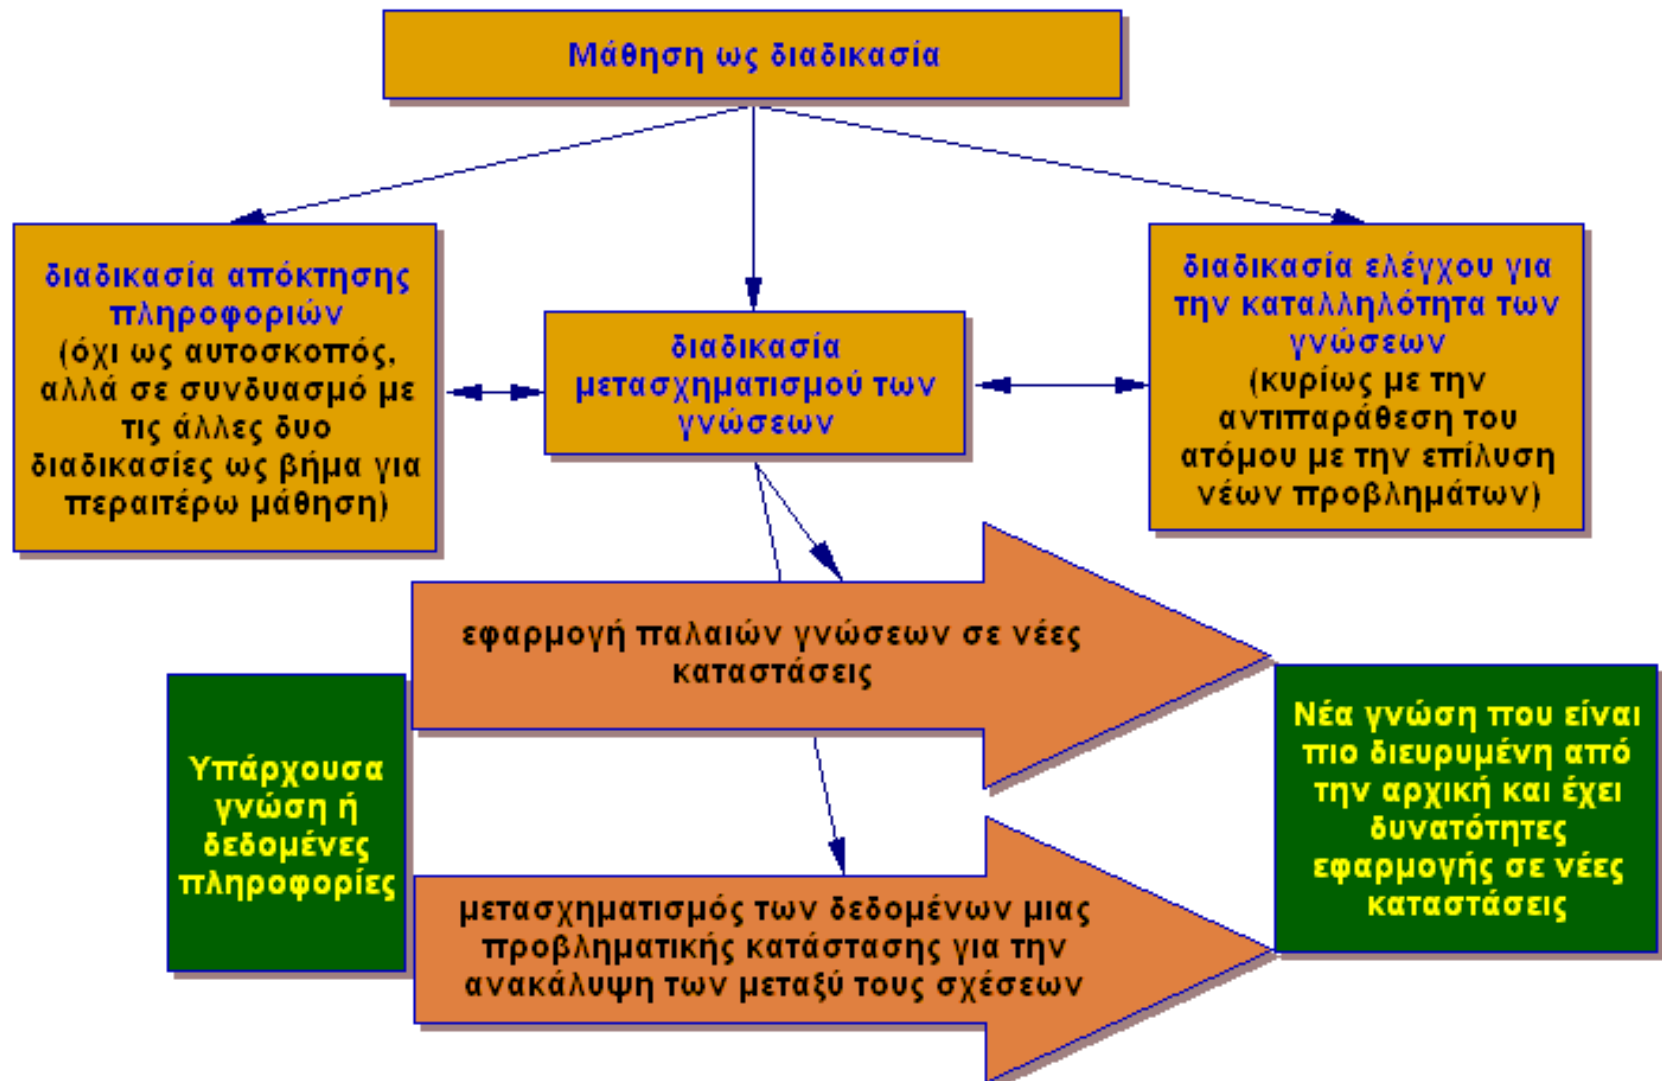 Μάθηση ως διαδικασία
διαδικασία απόκτησης
πληροφοριών
(όχι ως αυτοσκοπός,
αλλά σε συνδυασμό με
τις άλλες δυο
διαδικασίες ως βήμα για
περαιτέρω μάθηση)
διαδικασία
μετασχηματισμού των
γνώσεων
διαδικασία ελέγχου για
την καταλληλότητα των
γνώσεων
(κυρίως με την
αντιπαράθεση του
ατόμου με την επίλυση
νέων προβλημάτων)
εφαρμογή παλαιών γνώσεων σε νέες
καταστάσεις
Υπάρχουσα
γνώση ή
δεδομένες
πληροφορίες
μετασχηματισμός των δεδομένων μιας
προβληματικής κατάστασης για την
ανακάλυψη των μεταξύ τους σχέσεων
Νέα γνώση που είναι
πιο διευρυμένη από
την αρχική και έχει
δυνατότητες
εφαρμογής σε νέες
καταστάσεις